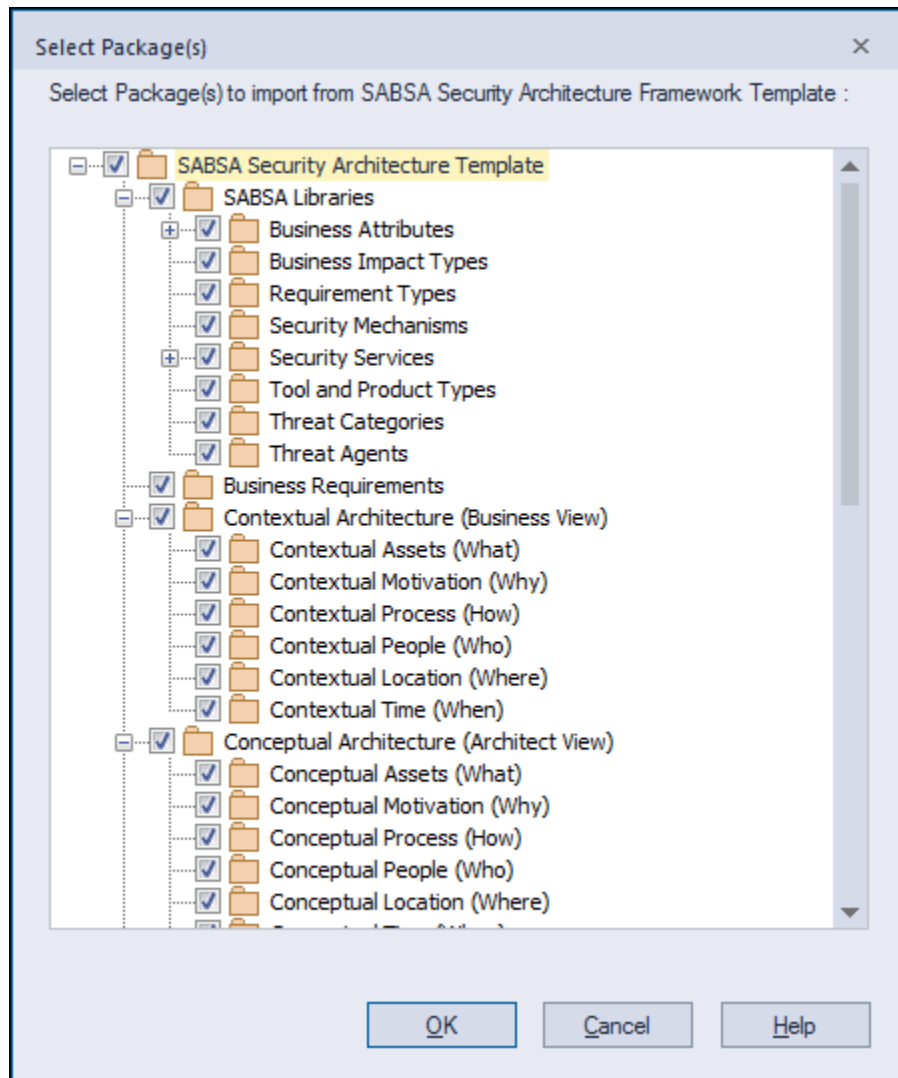 Select Package(s)
Select Package(s) to import from SABSA Security Architecture Framework Template :
SABSA Security Architecture Template
SABSA Libraries
Business Attributes
Business Impact Types
Requirement Types
Security Mechanisms
Security Services
Tool and Product Types
Threat Categories
Threat Agents
Business Requirements
Contextual Architecture (Business View)
Contextual Assets (What)
Contextual Motivation (Why)
Contextual Process (How)
Contextual People (Who)
Contextual Location (Where)
Contextual Time (When)
Conceptual Architecture (Architect View)
Conceptual Assets (What)
Conceptual Motivation (Why)
Conceptual Process (How)
Conceptual People (Who)
Conceptual Location (Where)
OK Cancel Help